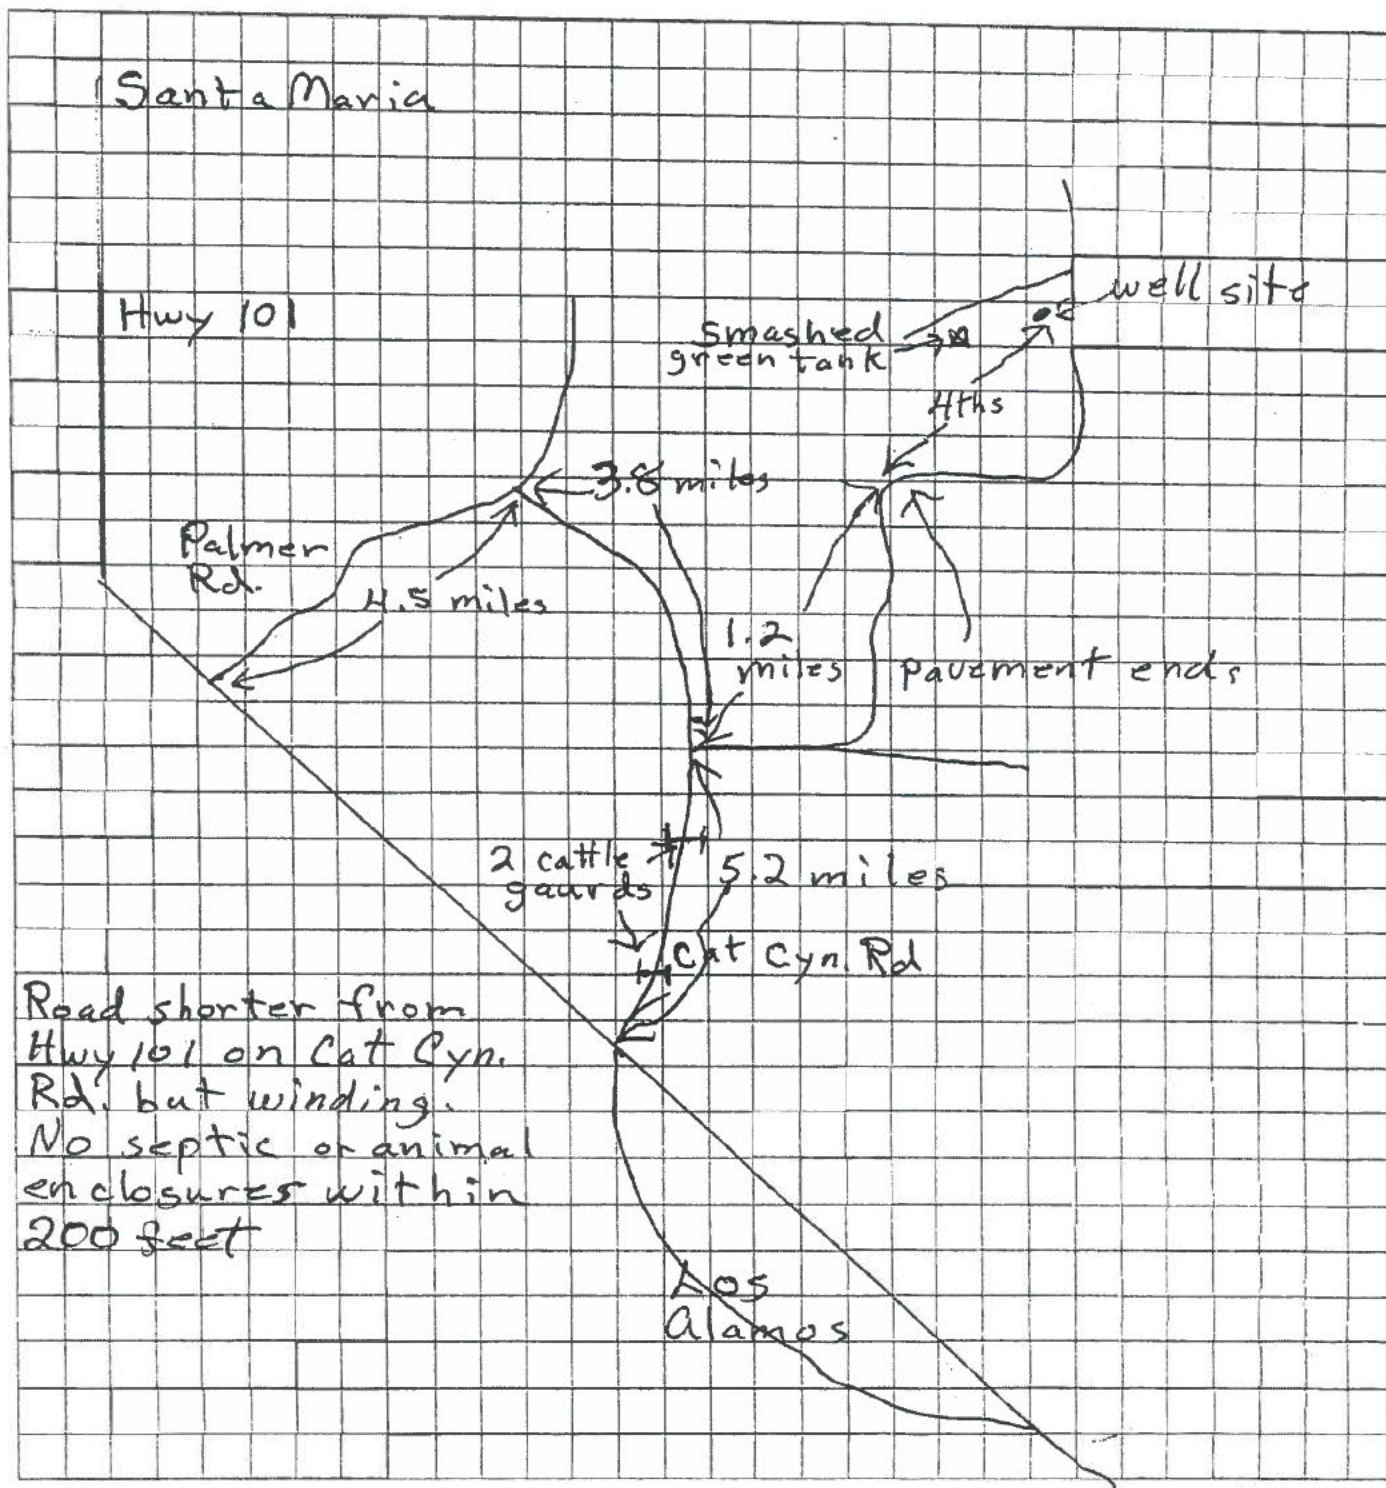 Santa Maria
Hwy 101
well site
smashed
green tank
4ths
3.8 miles
Palmer
Rd.
4.5 miles
1.2
miles
pavement ends
2 cattle
gaurds
5.2 miles
Cat Cyn. Rd
Road shorter from
Hwy 101 on Cat Cyn.
Rd. but winding.
No septic or animal
enclosures within
200 feet
Los
Alamos